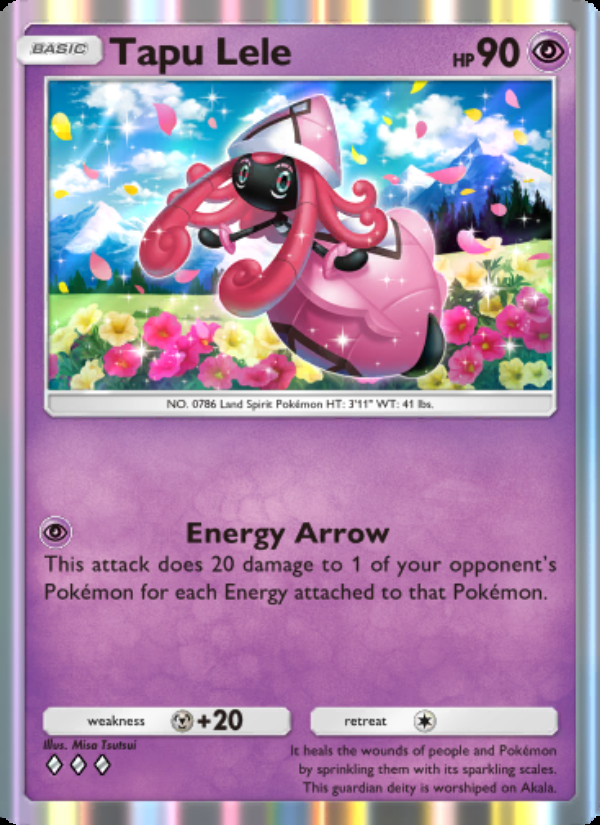 BASIC Tapu Lele HP 90
NO. 0786 Land Spirit Pokémon HT: 3'11" WT: 41 lbs.
Energy Arrow
This attack does 20 damage to 1 of your opponent's
Pokémon for each Energy attached to that Pokémon.
weakness +20 retreat
Illus. Misa Tsutsui
It heals the wounds of people and Pokémon
by sprinkling them with its sparkling scales.
This guardian deity is worshiped on Akala.